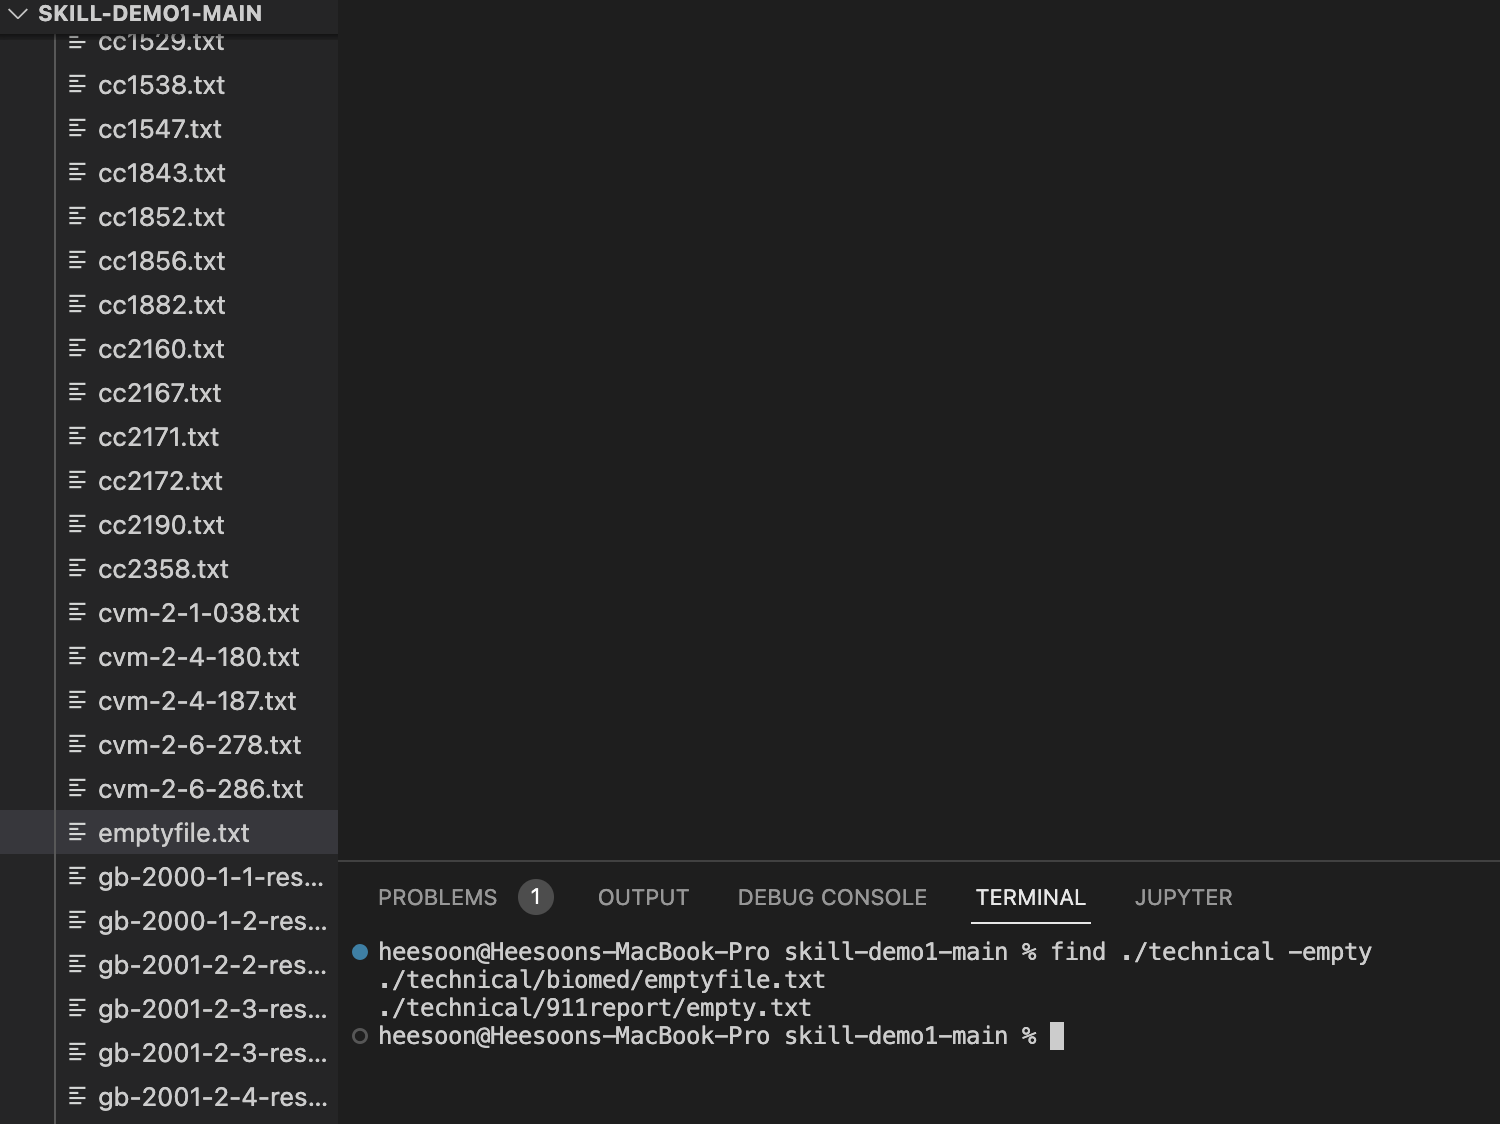 SKILL-DEMO1-MAIN
cc1529.txt
cc1538.txt
cc1547.txt
cc1843.txt
cc1852.txt
cc1856.txt
cc1882.txt
cc2160.txt
cc2167.txt
cc2171.txt
cc2172.txt
cc2190.txt
cc2358.txt
cvm-2-1-038.txt
cvm-2-4-180.txt
cvm-2-4-187.txt
cvm-2-6-278.txt
cvm-2-6-286.txt
emptyfile.txt
gb-2000-1-1-res...
gb-2000-1-2-res...
gb-2001-2-2-res...
gb-2001-2-3-res...
gb-2001-2-3-res...
gb-2001-2-4-res...
PROBLEMS 1 OUTPUT DEBUG CONSOLE TERMINAL JUPYTER
heesoon@Heesoons-MacBook-Pro skill-demo1-main % find ./technical -empty
./technical/biomed/emptyfile.txt
./technical/911report/empty.txt
heesoon@Heesoons-MacBook-Pro skill-demo1-main %